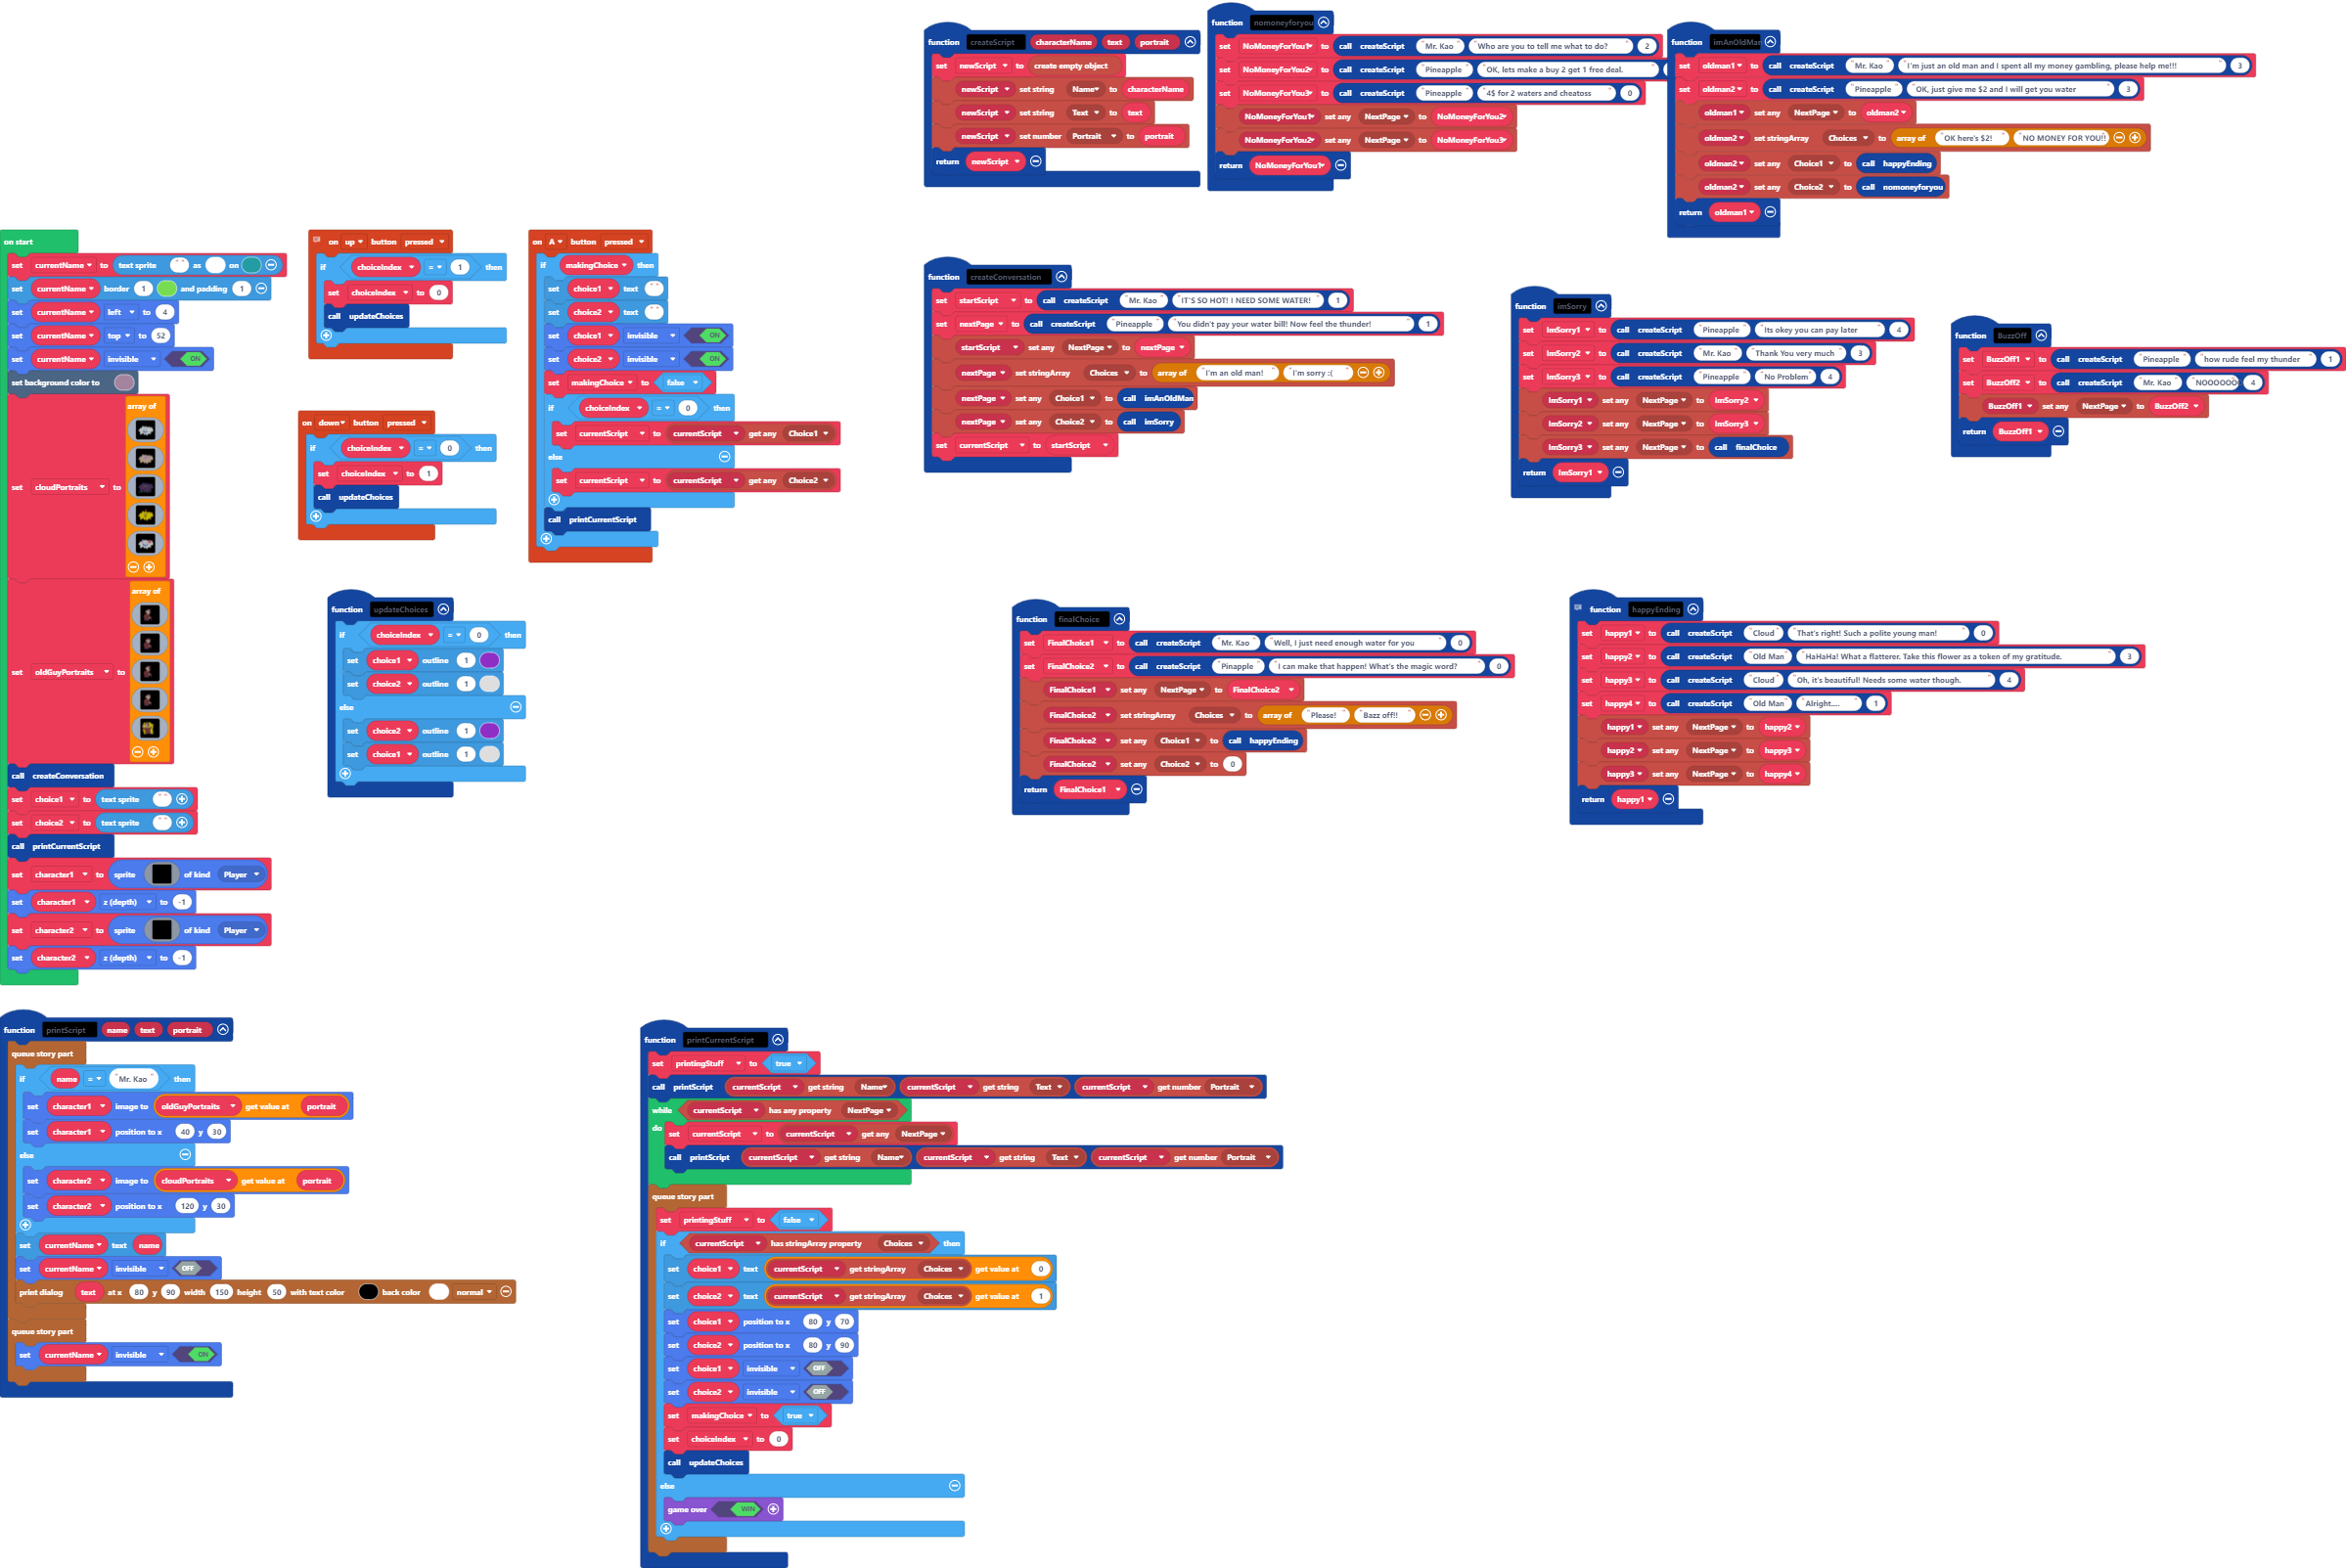 function createScript characterName text portrait
set newScript to create empty object
newScript set string Name to characterName
newScript set string Text to text
newScript set number Portrait to portrait
return newScript
function nomoneyforyou
set NoMoneyForYou1 to call createScript "Mr. Kao" "Who are you to tell me what to do?" 2
set NoMoneyForYou2 to call createScript "Pineapple" "OK, lets make a buy 2 get 1 free deal."
set NoMoneyForYou3 to call createScript "Pineapple" "4$ for 2 waters and cheatoss" 0
NoMoneyForYou1 set any NextPage to NoMoneyForYou2
NoMoneyForYou2 set any NextPage to NoMoneyForYou3
return NoMoneyForYou1
function imAnOldMan
set oldman1 to call createScript "Mr. Kao" "I'm just an old man and I spent all my money gambling, please help me!!!" 3
set oldman2 to call createScript "Pineapple" "OK, just give me $2 and I will get you water" 3
oldman1 set any NextPage to oldman2
oldman2 set stringArray Choices to array of "OK here's $2!" "NO MONEY FOR YOU!!"
oldman2 set any Choice1 to call happyEnding
oldman2 set any Choice2 to call nomoneyforyou
return oldman1
on start
set currentName to text sprite " " as on
set currentName border 1 and padding 1
set currentName left to 4
set currentName top to 52
set currentName invisible ON
set background color to
set cloudPortraits to array of
set oldGuyPortraits to array of
call createConversation
set choice1 to text sprite " "
set choice2 to text sprite " "
call printCurrentScript
set character1 to sprite of kind Player
set character1 z (depth) to -1
set character2 to sprite of kind Player
set character2 z (depth) to -1
on up button pressed
if choiceIndex = 1 then
set choiceIndex to 0
call updateChoices
on down button pressed
if choiceIndex = 0 then
set choiceIndex to 1
call updateChoices
on A button pressed
if makingChoice then
set choice1 text " "
set choice2 text " "
set choice1 invisible ON
set choice2 invisible ON
set makingChoice to false
if choiceIndex = 0 then
set currentScript to currentScript get any Choice1
else
set currentScript to currentScript get any Choice2
call printCurrentScript
function updateChoices
if choiceIndex = 0 then
set choice1 outline 1
set choice2 outline 1
else
set choice2 outline 1
set choice1 outline 1
function createConversation
set startScript to call createScript "Mr. Kao" "IT'S SO HOT! I NEED SOME WATER!" 1
set nextPage to call createScript "Pineapple" "You didn't pay your water bill! Now feel the thunder!" 1
startScript set any NextPage to nextPage
nextPage set stringArray Choices to array of "I'm an old man!" "I'm sorry :("
nextPage set any Choice1 to call imAnOldMan
nextPage set any Choice2 to call imSorry
set currentScript to startScript
function imSorry
set ImSorry1 to call createScript "Pineapple" "Its okey you can pay later" 4
set ImSorry2 to call createScript "Mr. Kao" "Thank You very much" 3
set ImSorry3 to call createScript "Pineapple" "No Problem" 4
ImSorry1 set any NextPage to ImSorry2
ImSorry2 set any NextPage to ImSorry3
ImSorry3 set any NextPage to call finalChoice
return ImSorry1
function BuzzOff
set BuzzOff1 to call createScript "Pineapple" "how rude feel my thunder" 1
set BuzzOff2 to call createScript "Mr. Kao" "NOOOOOO 4
BuzzOff1 set any NextPage to BuzzOff2
return BuzzOff1
function finalChoice
set FinalChoice1 to call createScript "Mr. Kao" "Well, I just need enough water for you" 0
set FinalChoice2 to call createScript "Pinapple" "I can make that happen! What's the magic word?" 0
FinalChoice1 set any NextPage to FinalChoice2
FinalChoice2 set stringArray Choices to array of "Please!" "Bazz off!!"
FinalChoice2 set any Choice1 to call happyEnding
FinalChoice2 set any Choice2 to 0
return FinalChoice1
function happyEnding
set happy1 to call createScript "Cloud" "That's right! Such a polite young man!" 0
set happy2 to call createScript "Old Man" "HaHaHa! What a flatterer. Take this flower as a token of my gratitude." 3
set happy3 to call createScript "Cloud" "Oh, it's beautiful! Needs some water though." 4
set happy4 to call createScript "Old Man" "Alright...." 1
happy1 set any NextPage to happy2
happy2 set any NextPage to happy3
happy3 set any NextPage to happy4
return happy1
function printScript name text portrait
queue story part
if name = "Mr. Kao" then
set character1 image to oldGuyPortraits get value at portrait
set character1 position to x 40 y 30
else
set character2 image to cloudPortraits get value at portrait
set character2 position to x 120 y 30
set currentName text name
set currentName invisible OFF
print dialog text at x 80 y 90 width 150 height 50 with text color back color normal
queue story part
set currentName invisible ON
function printCurrentScript
set printingStuff to true
call printScript currentScript get string Name currentScript get string Text currentScript get number Portrait
while currentScript has any property NextPage
do set currentScript to currentScript get any NextPage
call printScript currentScript get string Name currentScript get string Text currentScript get number Portrait
queue story part
set printingStuff to false
if currentScript has stringArray property Choices then
set choice1 text currentScript get stringArray Choices get value at 0
set choice2 text currentScript get stringArray Choices get value at 1
set choice1 position to x 80 y 70
set choice2 position to x 80 y 90
set choice1 invisible OFF
set choice2 invisible OFF
set makingChoice to true
set choiceIndex to 0
call updateChoices
else
game over WIN